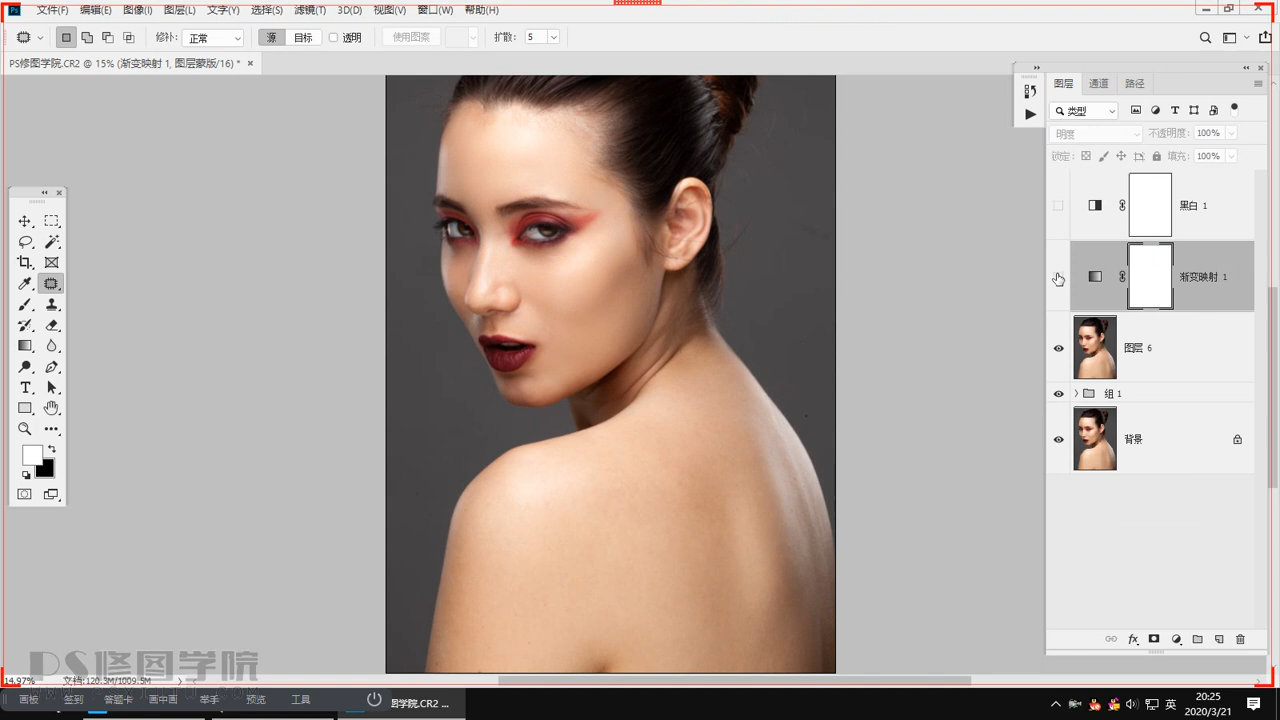 Ps 文件(F) 编辑(E) 图像(I) 图层(L) 文字(Y) 选择(S) 滤镜(T) 3D(D) 视图(V) 窗口(W) 帮助(H)
修补: 正常 源 目标 透明 使用图案 扩散: 5
PS修图学院.CR2 @ 15% (渐变映射 1, 图层蒙版/16) *
图层 通道 路径
类型
明度 不透明度: 100%
锁定: 填充: 100%
黑白 1
渐变映射 1
图层 6
组 1
背景
PS修图学院
14.97% 文档:120.3M/1009.5M
画板 签到 答题卡 画中画 举手 预览 工具 图学院.CR2 ...
英
20:25
2020/3/21